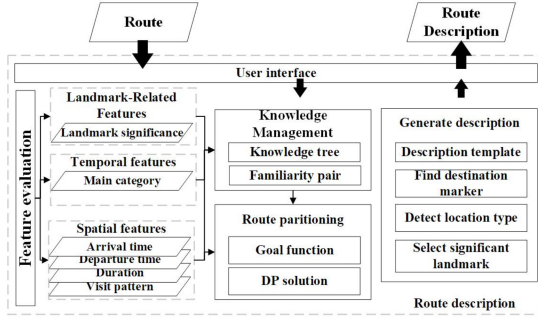 Route
Route
Description
User interface
Feature evaluation
Landmark-Related
Features
Landmark significance
Temporal features
Main category
Spatial features
Arrival time
Departure time
Duration
Visit pattern
Knowledge
Management
Knowledge tree
Familiarity pair
Route paritioning
Goal function
DP solution
Generate description
Description template
Find destination
marker
Detect location type
Select significant
landmark
Route description